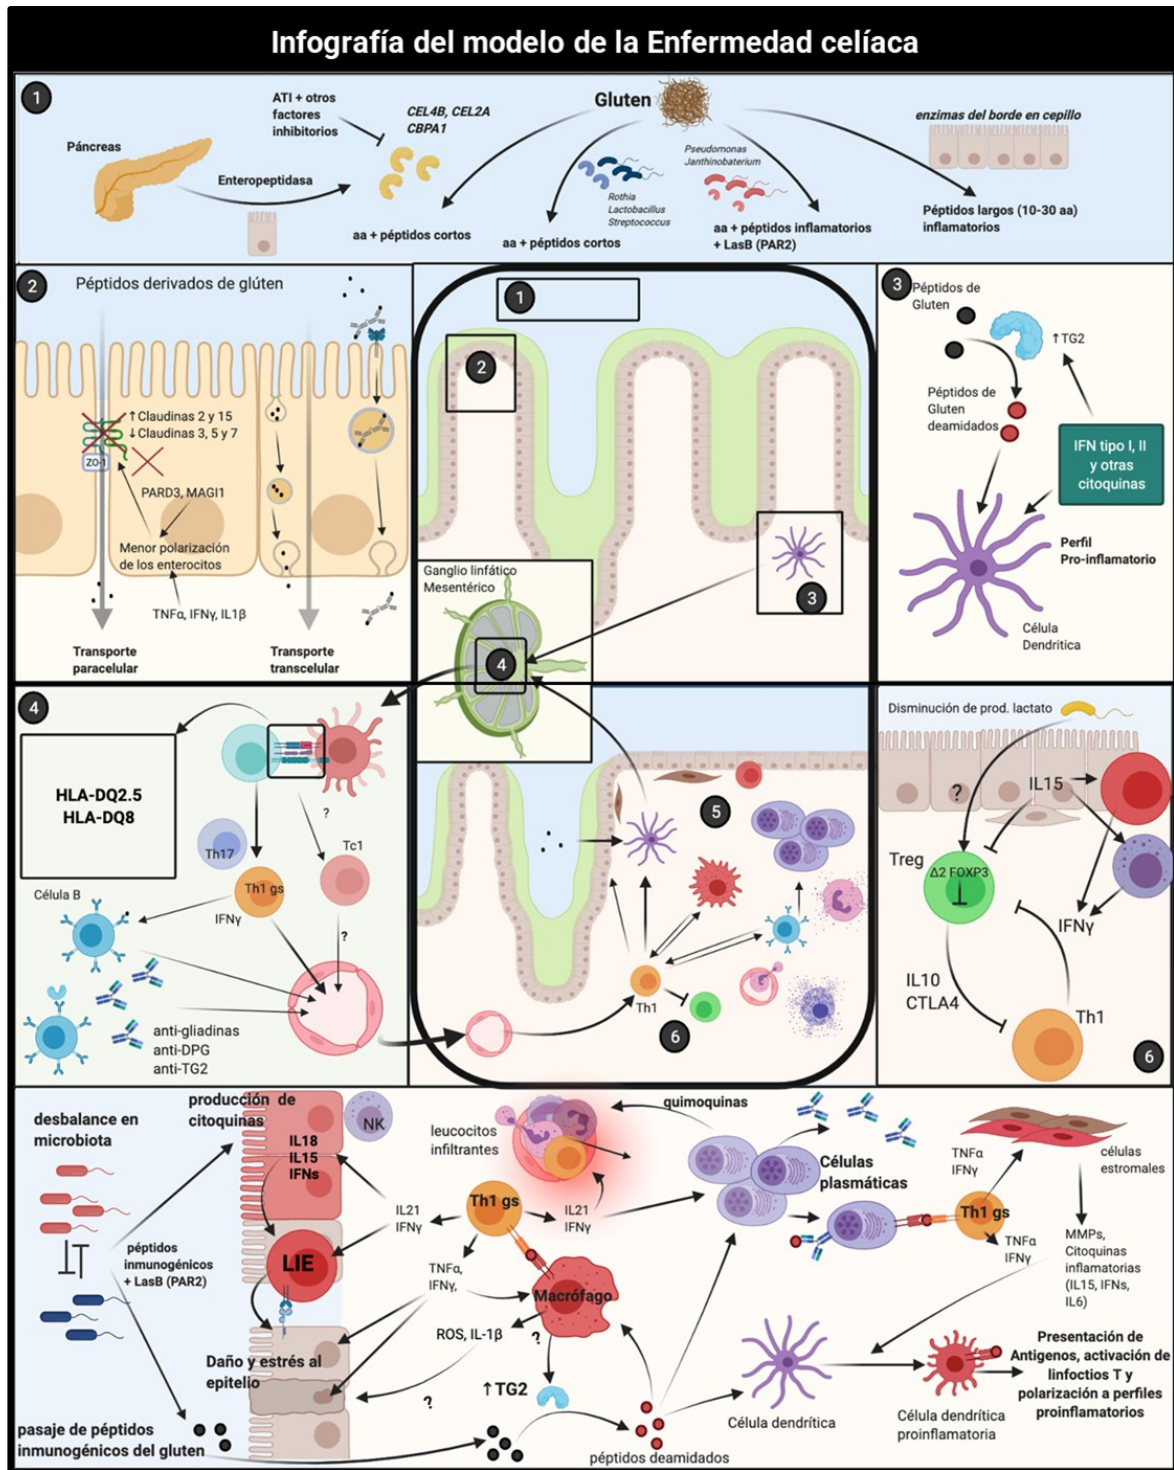 Infografía del modelo de la Enfermedad celíaca
1
ATI + otros
factores
inhibitorios
CEL4B, CEL2A
CBPA1
Gluten
enzimas del borde en cepillo
Páncreas
Enteropeptidasa
Pseudomonas
Janthinobaterium
Rothia
Lactobacillus
Streptococcus
aa + péptidos cortos
aa + péptidos cortos
aa + péptidos inflamatorios
+ LasB (PAR2)
Péptidos largos (10-30 aa)
inflamatorios
2
Péptidos derivados de glúten
↑Claudinas 2 y 15
↓Claudinas 3, 5 y 7
ZO-1
PARD3, MAGI1
Menor polarización
de los enterocitos
TNFα, IFNγ, IL1β
Transporte
paracelular
Transporte
transcelular
1
2
3
Ganglio linfático
Mesentérico
4
3
Péptidos de
Gluten
↑TG2
Péptidos de
Gluten
deamidados
IFN tipo I, II
y otras
citoquinas
Perfil
Pro-inflamatorio
Célula
Dendritica
4
HLA-DQ2.5
HLA-DQ8
?
Th17
Tc1
Th1 gs
Célula B
IFNγ
?
anti-gliadinas
anti-DPG
anti-TG2
5
Th1
6
Disminución de prod. lactato
?
IL15
Treg
Δ2 FOXP3
IFNγ
IL10
CTLA4
Th1
6
desbalance en
microbiota
producción de
citoquinas
IL18
IL15
IFNs
NK
péptidos
inmunogénicos
+ LasB (PAR2)
LIE
Daño y estrés al
epitelio
pasaje de péptidos
inmunogénicos del gluten
leucocitos
infiltrantes
quimoquinas
IL21
IFNγ
Th1 gs
IL21
IFNγ
TNFα,
IFNγ,
Macrófago
ROS, IL-1β
?
↑TG2
?
péptidos deamidados
Células
plasmáticas
TNFα
IFNγ
células
estromales
Th1 gs
TNFα
IFNγ
MMPs,
Citoquinas
inflamatorias
(IL15, IFNs,
IL6)
Célula dendrítica
Célula dendrítica
proinflamatoria
Presentación de
Antigenos, activación de
linfoctios T y
polarización a perfiles
proinflamatorios